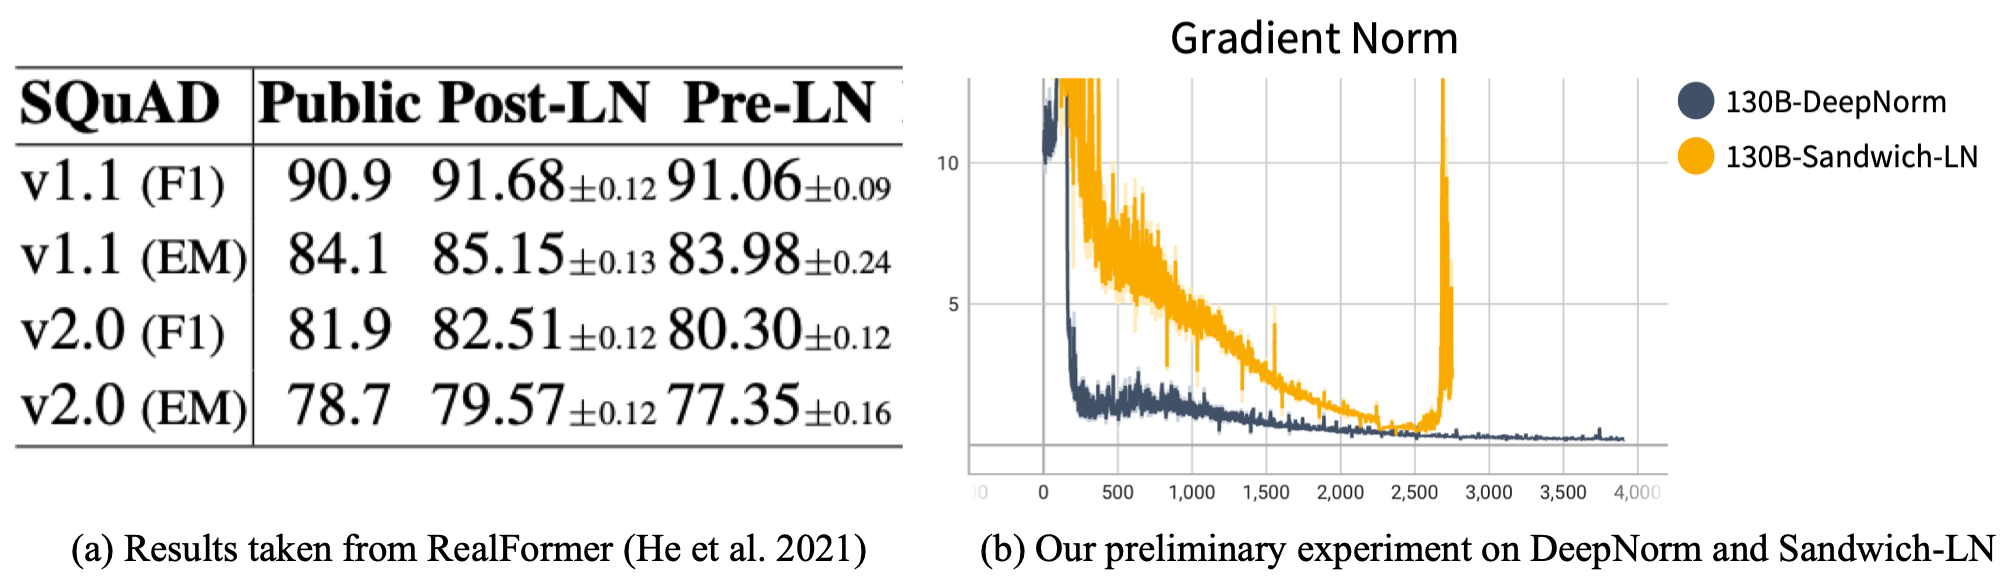 SQuAD Public Post-LN Pre-LN
v1.1 (F1) 90.9 91.68±0.12 91.06±0.09
v1.1 (EM) 84.1 85.15±0.13 83.98±0.24
v2.0 (F1) 81.9 82.51±0.12 80.30±0.12
v2.0 (EM) 78.7 79.57±0.12 77.35±0.16
(a) Results taken from RealFormer (He et al. 2021)
Gradient Norm
130B-DeepNorm
130B-Sandwich-LN
10
5
0 500 1,000 1,500 2,000 2,500 3,000 3,500 4,000
(b) Our preliminary experiment on DeepNorm and Sandwich-LN